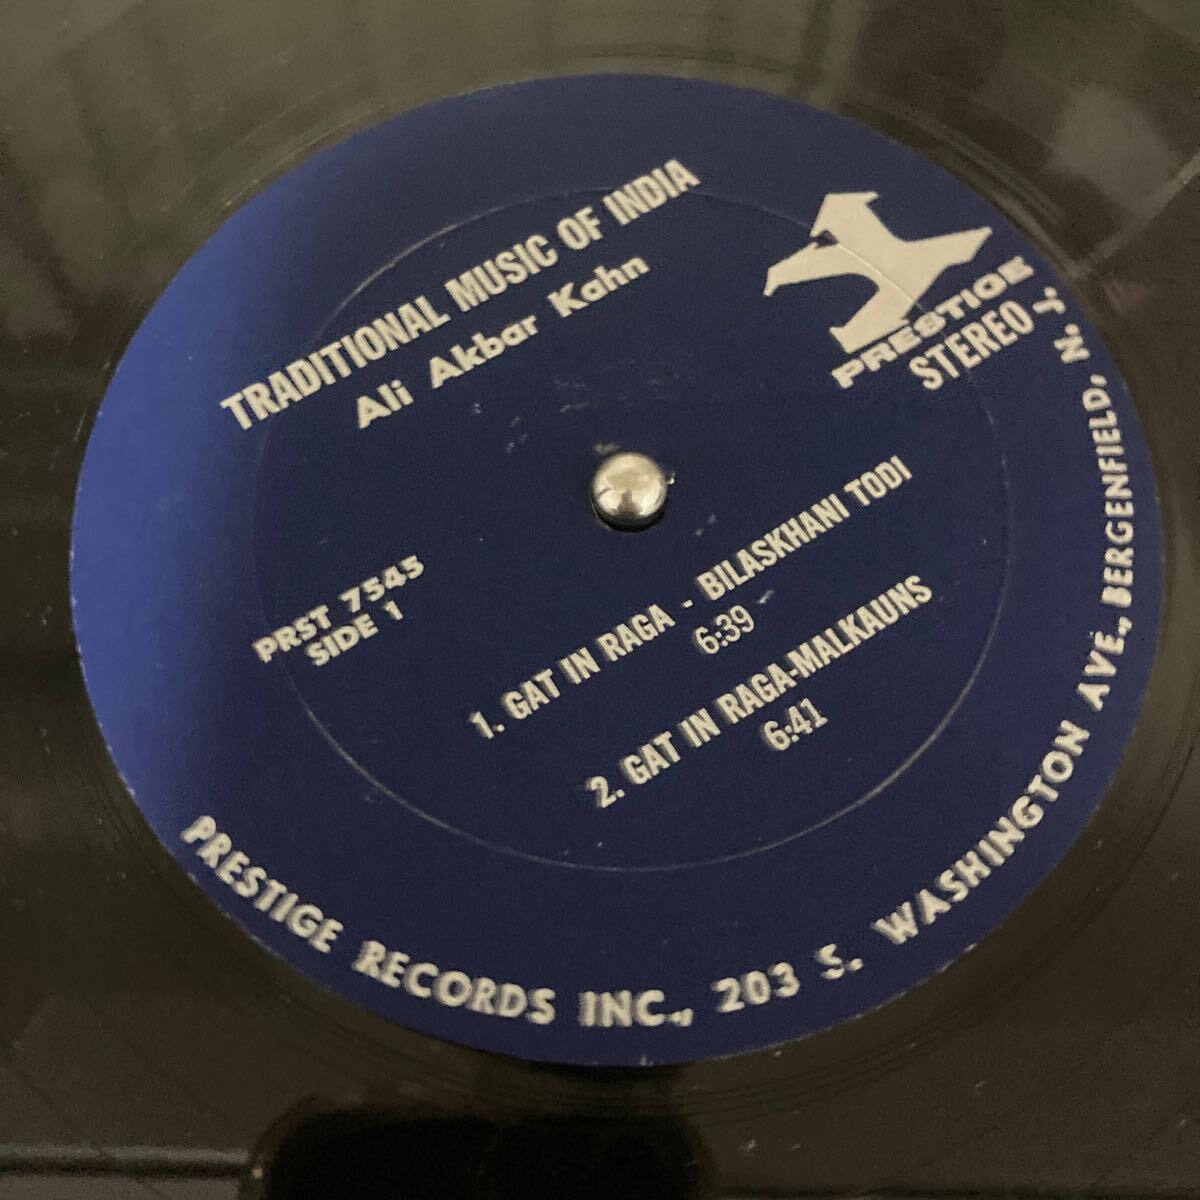 TRADITIONAL MUSIC OF INDIA
Ali Akbar Kahn
PRESTIGE
STEREO
PRST 7545
SIDE 1
1. GAT IN RAGA - BILASKHANI TODI
6:39
2. GAT IN RAGA-MALKAUNS
6:41
PRESTIGE RECORDS INC., 203 S. WASHINGTON AVE., BERGENFIELD, N. J.